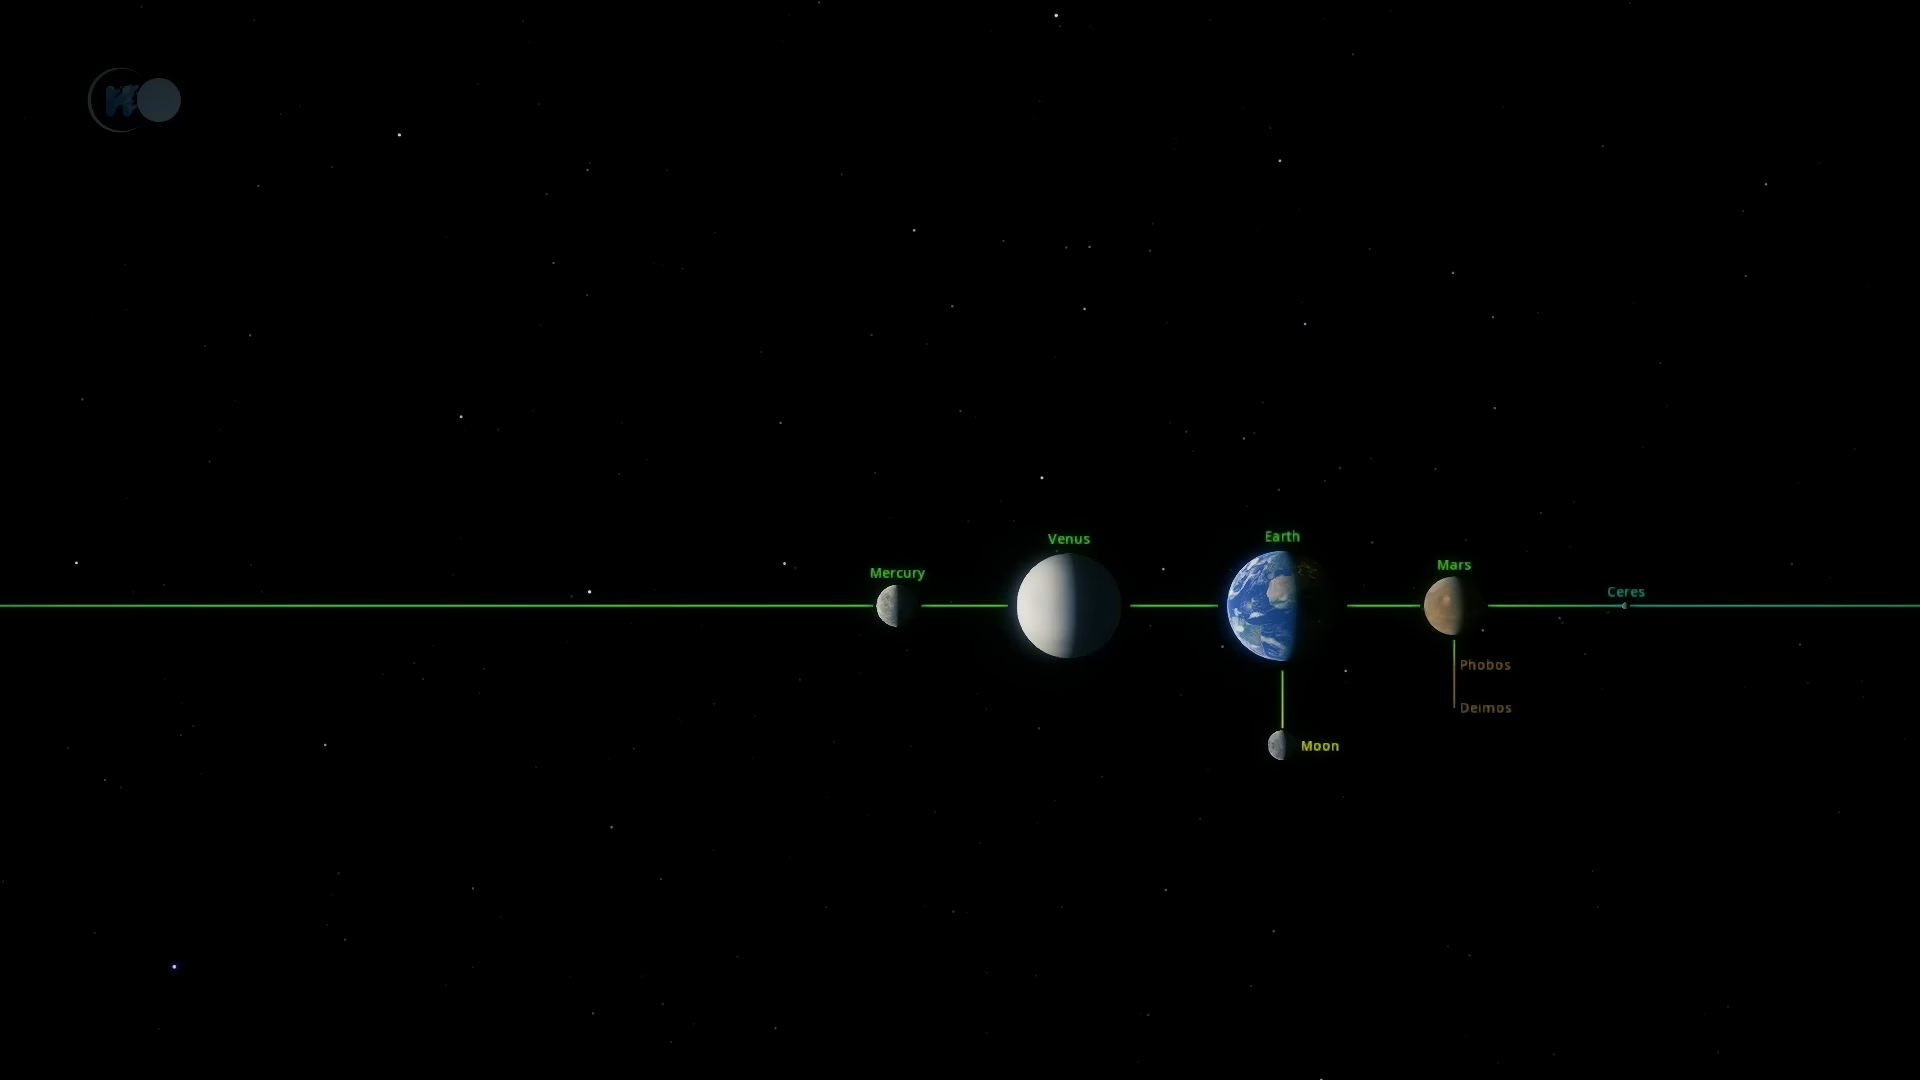 Earth
Venus
Mars
Mercury
Ceres
Phobos
Deimos
Moon